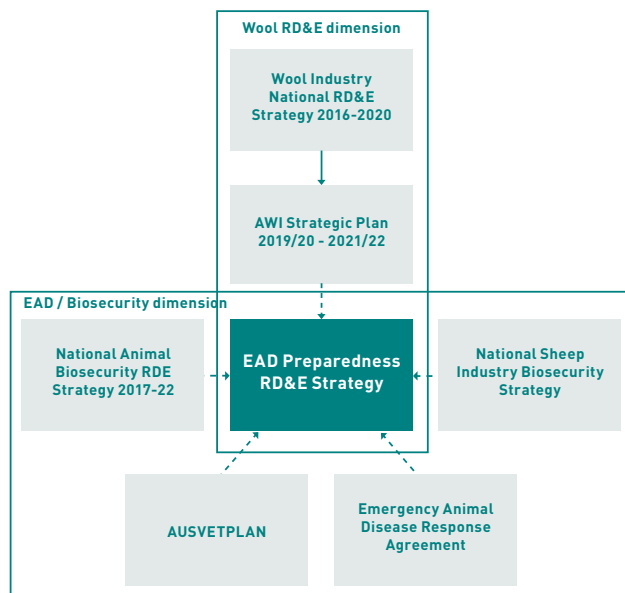 Wool RD&E dimension
Wool Industry
National RD&E
Strategy 2016-2020
AWI Strategic Plan
2019/20 - 2021/22
EAD / Biosecurity dimension
National Animal
Biosecurity RDE
Strategy 2017-22
EAD Preparedness
RD&E Strategy
National Sheep
Industry Biosecurity
Strategy
AUSVETPLAN
Emergency Animal
Disease Response
Agreement